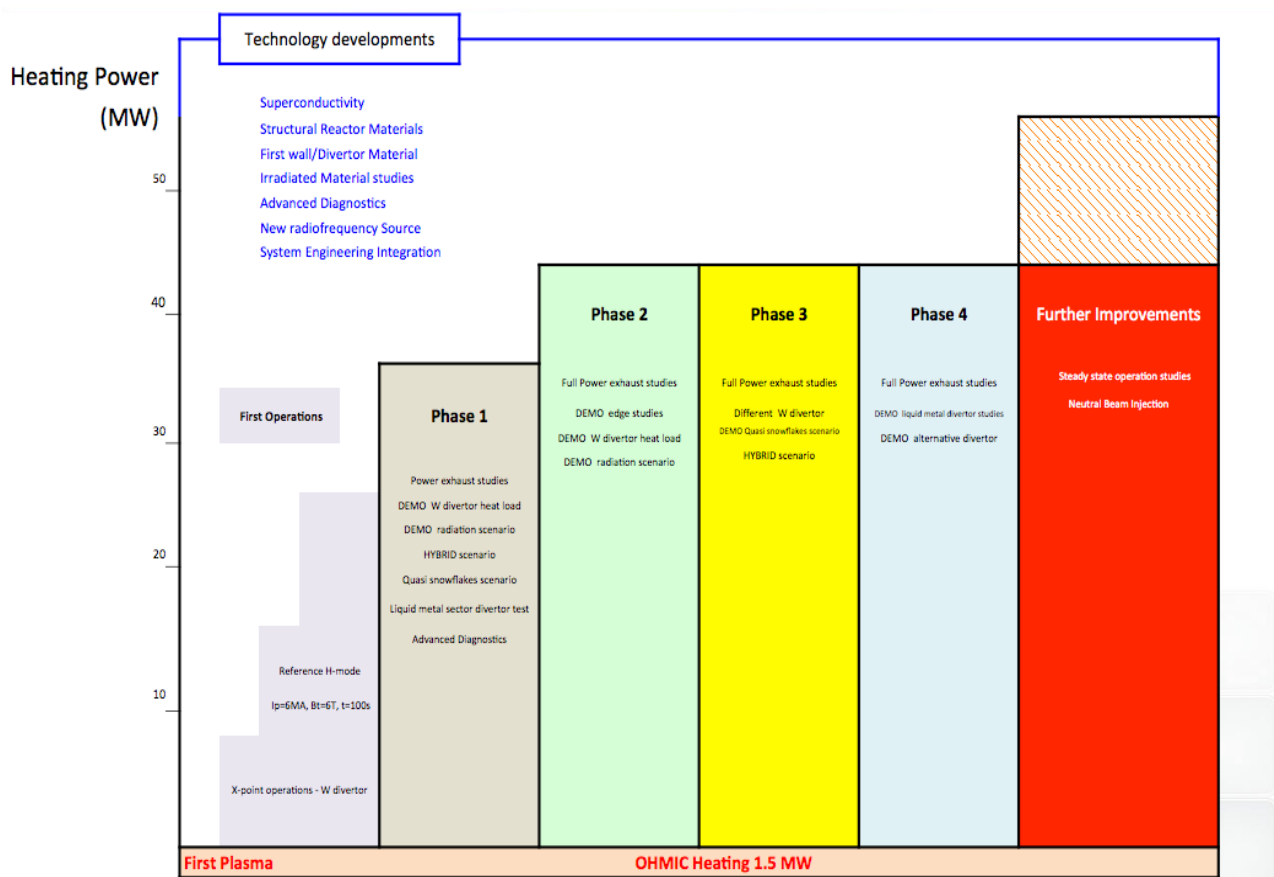 Technology developments
Heating Power
(MW)
Superconductivity
Structural Reactor Materials
First wall/Divertor Material
Irradiated Material studies
Advanced Diagnostics
New radiofrequency Source
System Engineering Integration
50
40
30
20
10
First Operations
Reference H-mode
Ip=6MA, Bt=6T, t=100s
X-point operations - W divertor
Phase 1
Power exhaust studies
DEMO W divertor heat load
DEMO radiation scenario
HYBRID scenario
Quasi snowflakes scenario
Liquid metal sector divertor test
Advanced Diagnostics
Phase 2
Full Power exhaust studies
DEMO edge studies
DEMO W divertor heat load
DEMO radiation scenario
Phase 3
Full Power exhaust studies
Different W divertor
DEMO Quasi snowflakes scenario
HYBRID scenario
Phase 4
Full Power exhaust studies
DEMO liquid metal divertor studies
DEMO alternative divertor
Further Improvements
Steady state operation studies
Neutral Beam Injection
First Plasma
OHMIC Heating 1.5 MW